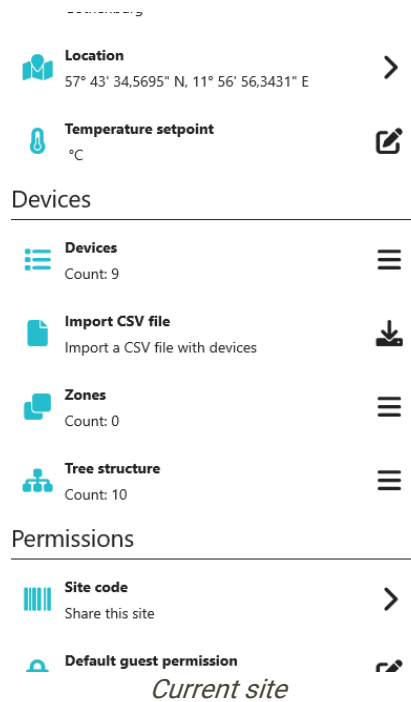 Location
57° 43' 34,5695" N, 11° 56' 56,3431" E
Temperature setpoint
°C
Devices
Devices
Count: 9
Import CSV file
Import a CSV file with devices
Zones
Count: 0
Tree structure
Count: 10
Permissions
Site code
Share this site
Default guest permission
Current site